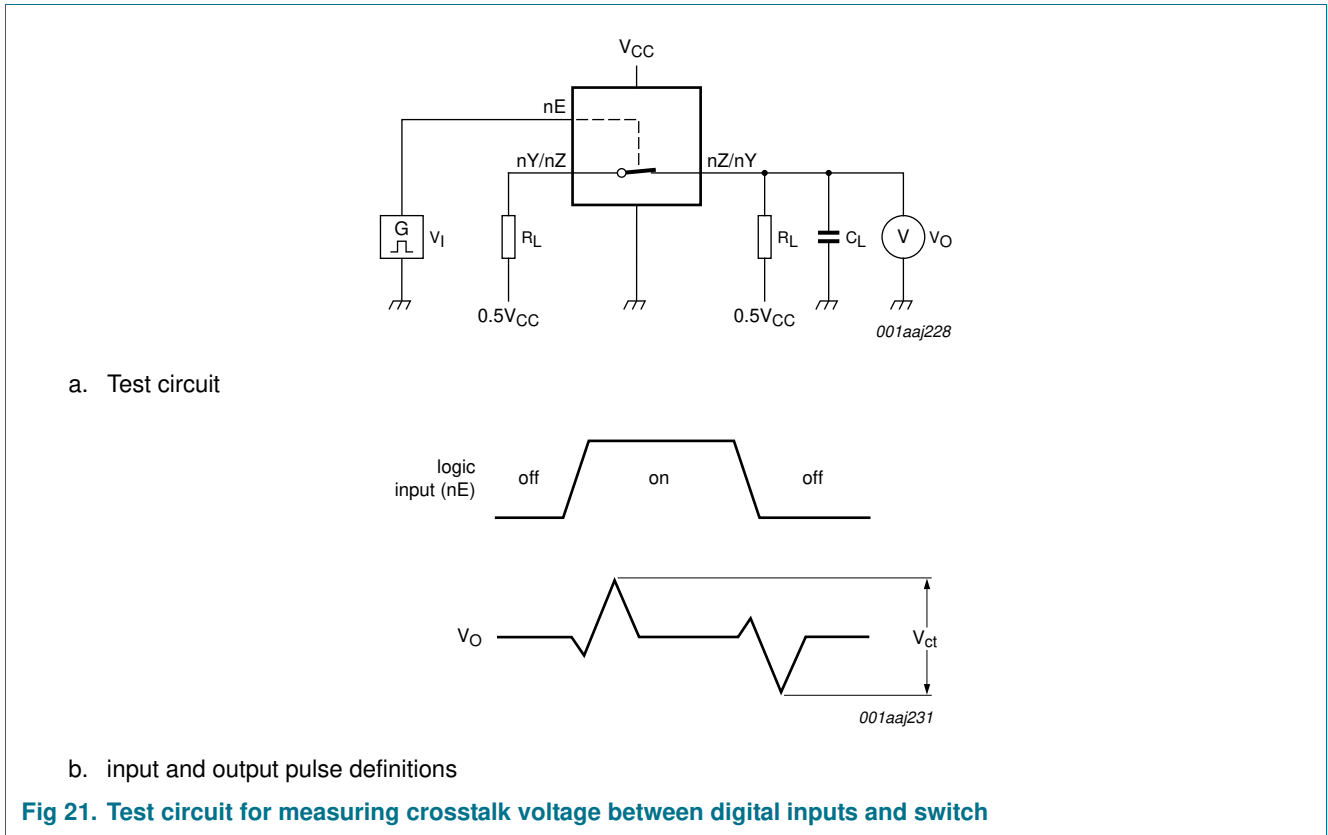 VCC
nE
nY/nZ
nZ/nY
G
VI
RL
RL
CL
V
VO
0.5VCC
0.5VCC
001aaj228
a. Test circuit
logic
input (nE)
off
on
off
VO
Vct
001aaj231
b. input and output pulse definitions
Fig 21. Test circuit for measuring crosstalk voltage between digital inputs and switch